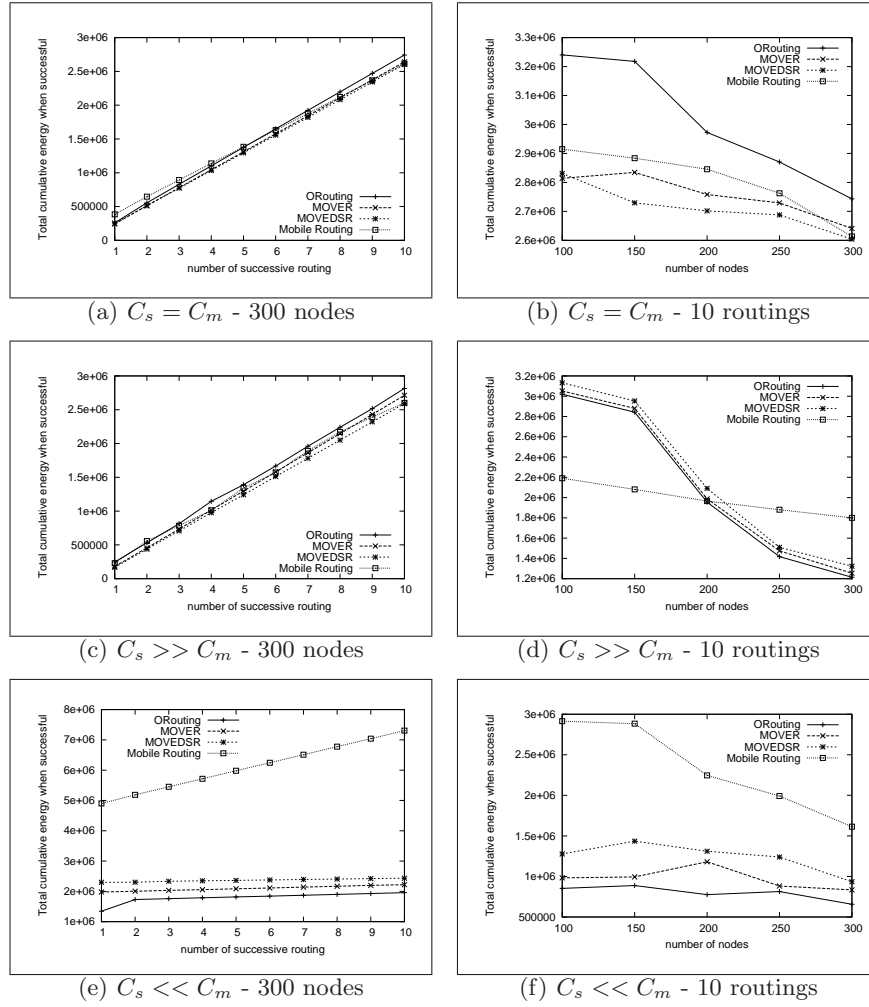 3e+06
2.5e+06
2e+06
1.5e+06
1e+06
500000
0
1 2 3 4 5 6 7 8 9 10
Total cumulative energy when successful
number of successive routing
ORouting
MOVER
MOVEDSR
Mobile Routing
(a) C_s = C_m - 300 nodes
3.3e+06
3.2e+06
3.1e+06
3e+06
2.9e+06
2.8e+06
2.7e+06
2.6e+06
100 150 200 250 300
Total cumulative energy when successful
number of nodes
ORouting
MOVER
MOVEDSR
Mobile Routing
(b) C_s = C_m - 10 routings
3e+06
2.5e+06
2e+06
1.5e+06
1e+06
500000
0
1 2 3 4 5 6 7 8 9 10
Total cumulative energy when successful
number of successive routing
ORouting
MOVER
MOVEDSR
Mobile Routing
(c) C_s >> C_m - 300 nodes
3.2e+06
3e+06
2.8e+06
2.6e+06
2.4e+06
2.2e+06
2e+06
1.8e+06
1.6e+06
1.4e+06
1.2e+06
100 150 200 250 300
Total cumulative energy when successful
number of nodes
ORouting
MOVER
MOVEDSR
Mobile Routing
(d) C_s >> C_m - 10 routings
8e+06
7e+06
6e+06
5e+06
4e+06
3e+06
2e+06
1e+06
1 2 3 4 5 6 7 8 9 10
Total cumulative energy when successful
number of successive routing
ORouting
MOVER
MOVEDSR
Mobile Routing
(e) C_s << C_m - 300 nodes
3e+06
2.5e+06
2e+06
1.5e+06
1e+06
500000
100 150 200 250 300
Total cumulative energy when successful
number of nodes
ORouting
MOVER
MOVEDSR
Mobile Routing
(f) C_s << C_m - 10 routings